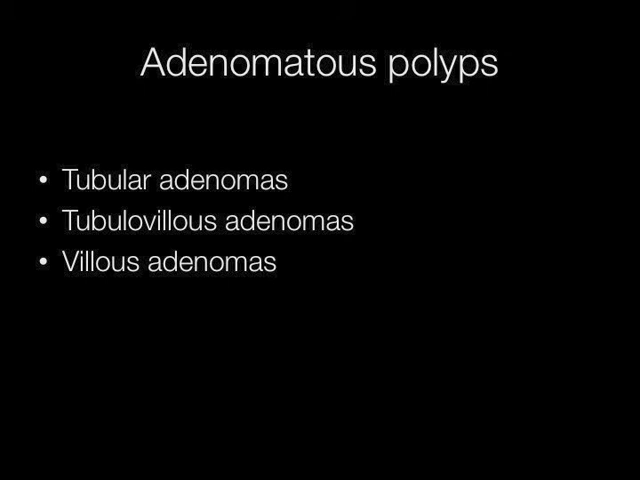 Adenomatous polyps
• Tubular adenomas
• Tubulovillous adenomas
• Villous adenomas